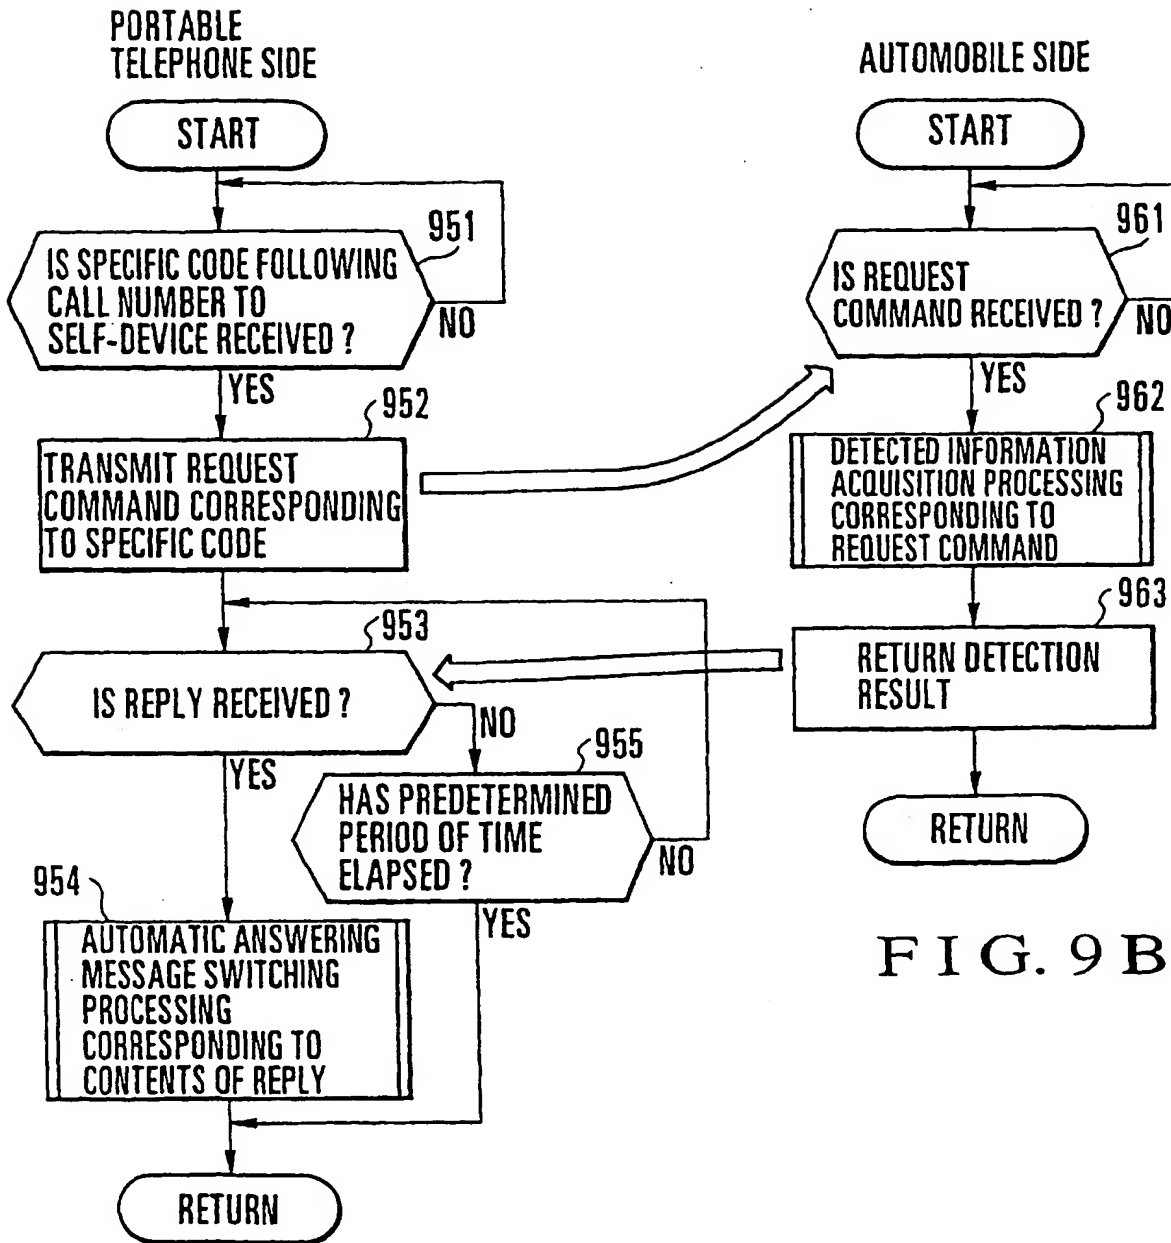 PORTABLE
TELEPHONE SIDE
START
951
IS SPECIFIC CODE FOLLOWING
CALL NUMBER TO
SELF-DEVICE RECEIVED ?
NO
YES
952
TRANSMIT REQUEST
COMMAND CORRESPONDING
TO SPECIFIC CODE
953
IS REPLY RECEIVED ?
NO
YES
955
HAS PREDETERMINED
PERIOD OF TIME
ELAPSED ?
NO
YES
954
AUTOMATIC ANSWERING
MESSAGE SWITCHING
PROCESSING
CORRESPONDING TO
CONTENTS OF REPLY
RETURN
AUTOMOBILE SIDE
START
961
IS REQUEST
COMMAND RECEIVED ?
NO
YES
962
DETECTED INFORMATION
ACQUISITION PROCESSING
CORRESPONDING TO
REQUEST COMMAND
963
RETURN DETECTION
RESULT
RETURN
FIG. 9B